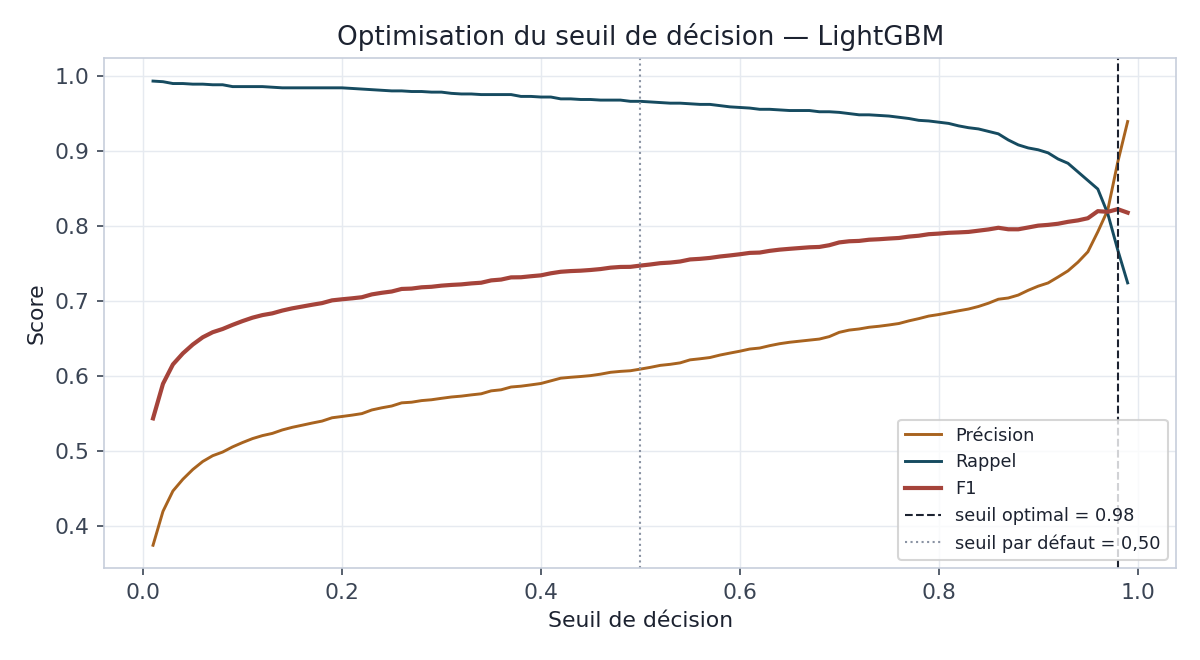 Optimisation du seuil de décision — LightGBM
Score
1.0
0.9
0.8
0.7
0.6
0.5
0.4
0.0
0.2
0.4
0.6
0.8
1.0
Seuil de décision
Précision
Rappel
F1
seuil optimal = 0.98
seuil par défaut = 0,50